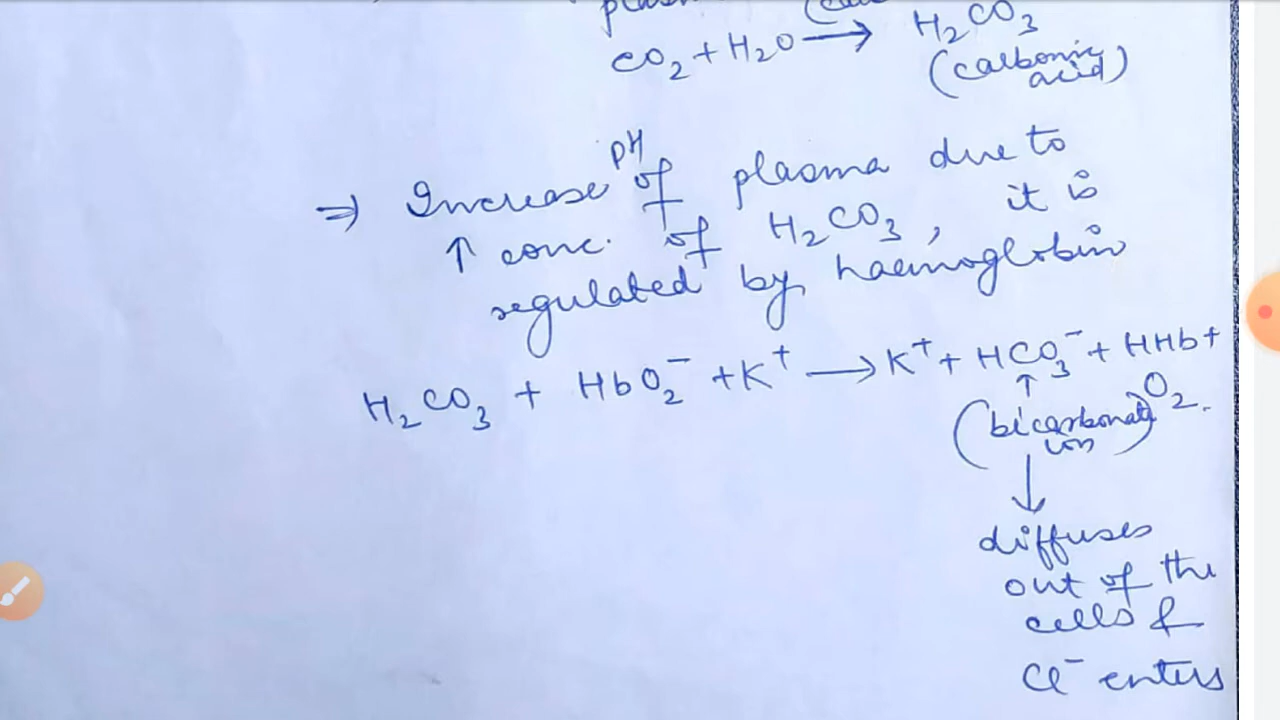 CO2 + H2O → H2CO3
(carbonic
acid)
pH
⇒ Increase of plasma due to
↑ conc. of H2CO3, it is
regulated by haemoglobin
H2CO3 + HbO2⁻ + K⁺ → K⁺ + HCO3⁻ + HHb +
O2.
↑
(bicarbonate
ion)
↓
diffuses
out of the
cells &
Cl⁻ enters